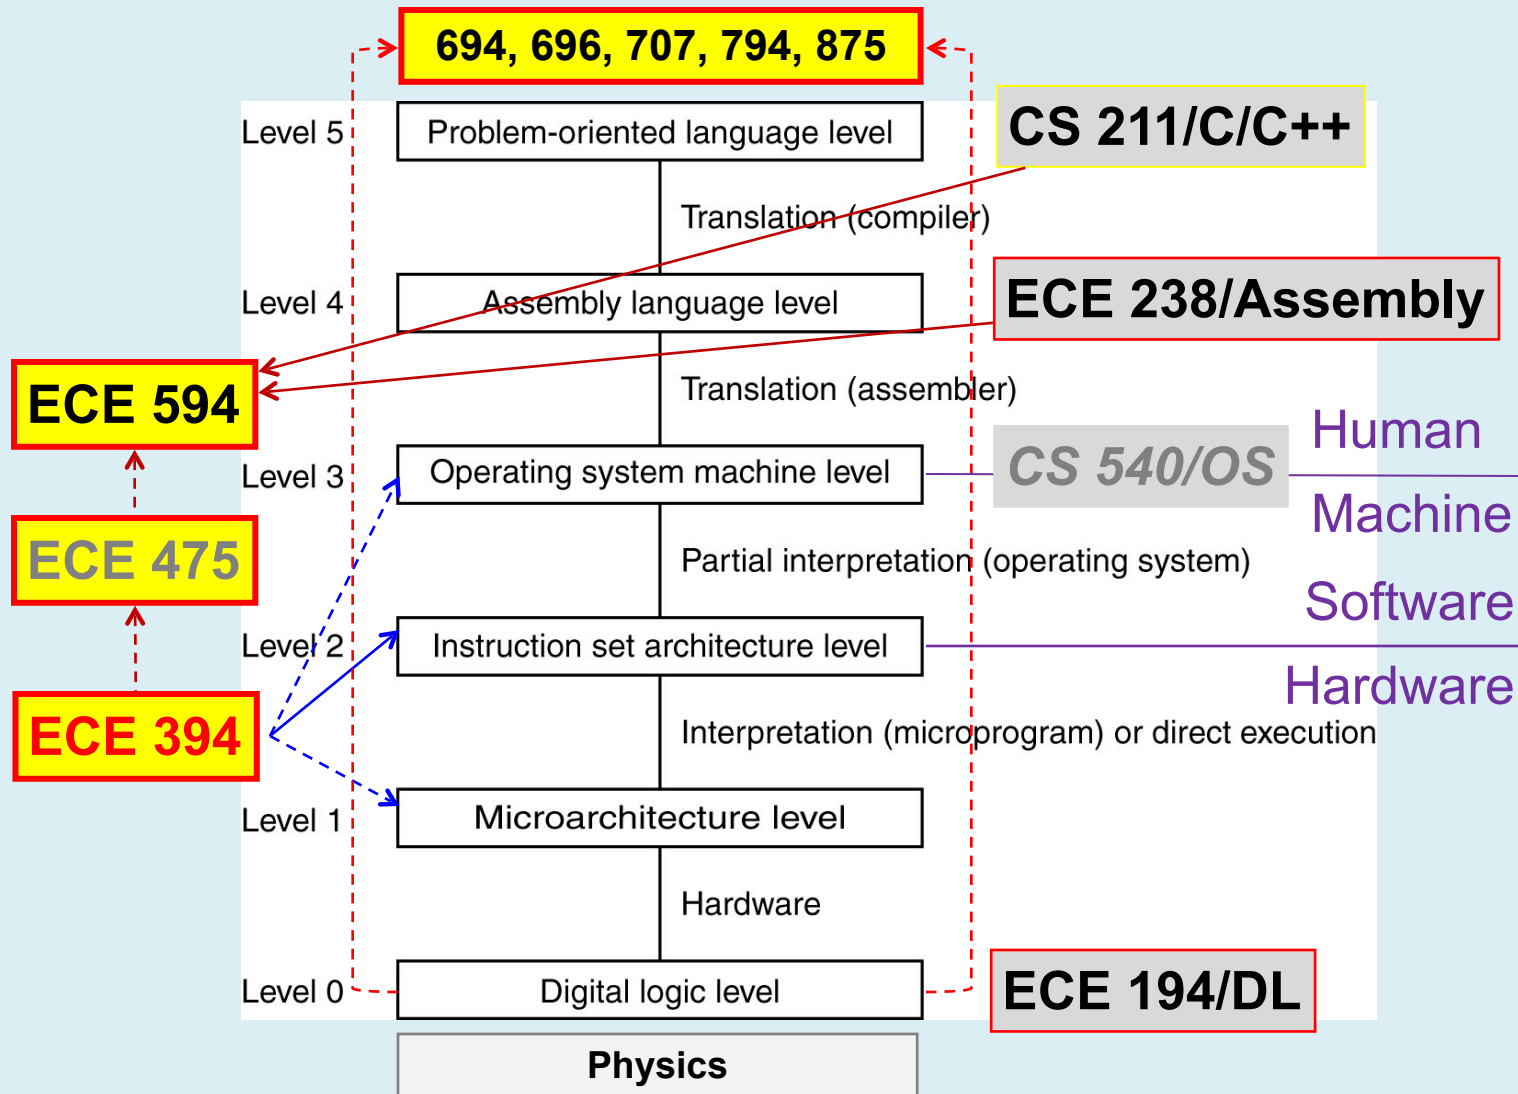 694, 696, 707, 794, 875
Level 5
Problem-oriented language level
CS 211/C/C++
Translation (compiler)
Level 4
Assembly language level
ECE 238/Assembly
ECE 594
Translation (assembler)
Level 3
Operating system machine level
CS 540/OS
Human
Machine
ECE 475
Partial interpretation (operating system)
Software
Level 2
Instruction set architecture level
Hardware
ECE 394
Interpretation (microprogram) or direct execution
Level 1
Microarchitecture level
Hardware
Level 0
Digital logic level
ECE 194/DL
Physics